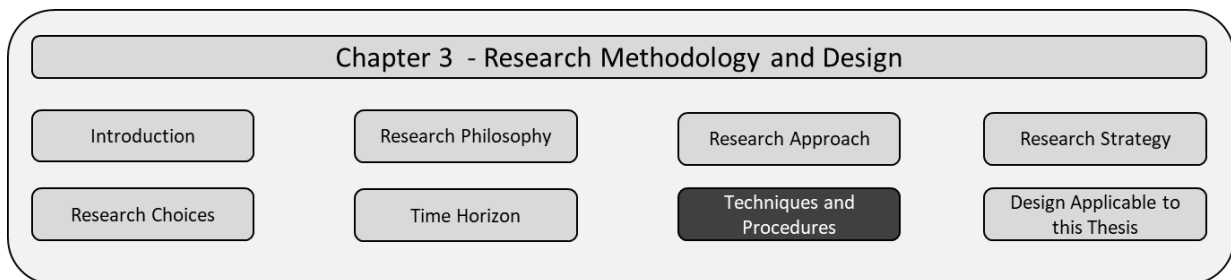 Chapter 3 - Research Methodology and Design
Introduction
Research Philosophy
Research Approach
Research Strategy
Research Choices
Time Horizon
Techniques and
Procedures
Design Applicable to
this Thesis